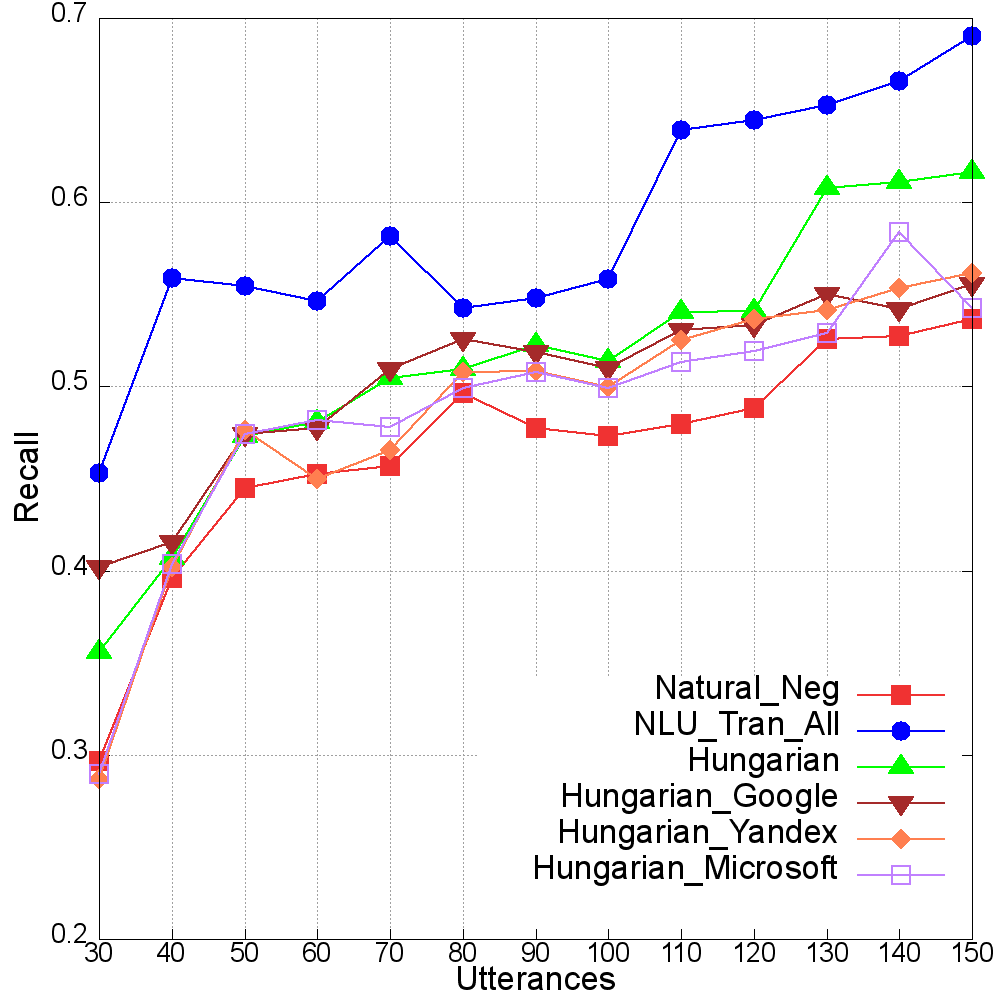 0.7
0.6
0.5
0.4
0.3
0.2
Recall
Natural_Neg
NLU_Tran_All
Hungarian
Hungarian_Google
Hungarian_Yandex
Hungarian_Microsoft
30 40 50 60 70 80 90 100 110 120 130 140 150
Utterances